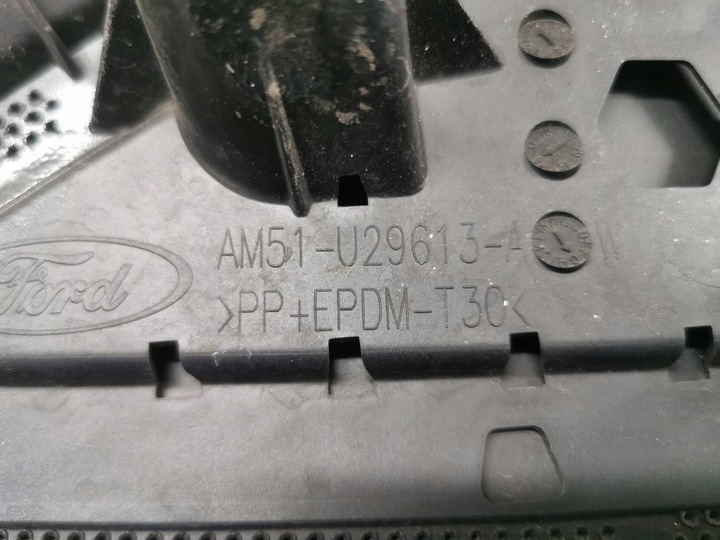 Ford
AM51-U29613-A W
>PP+EPDM-T30<